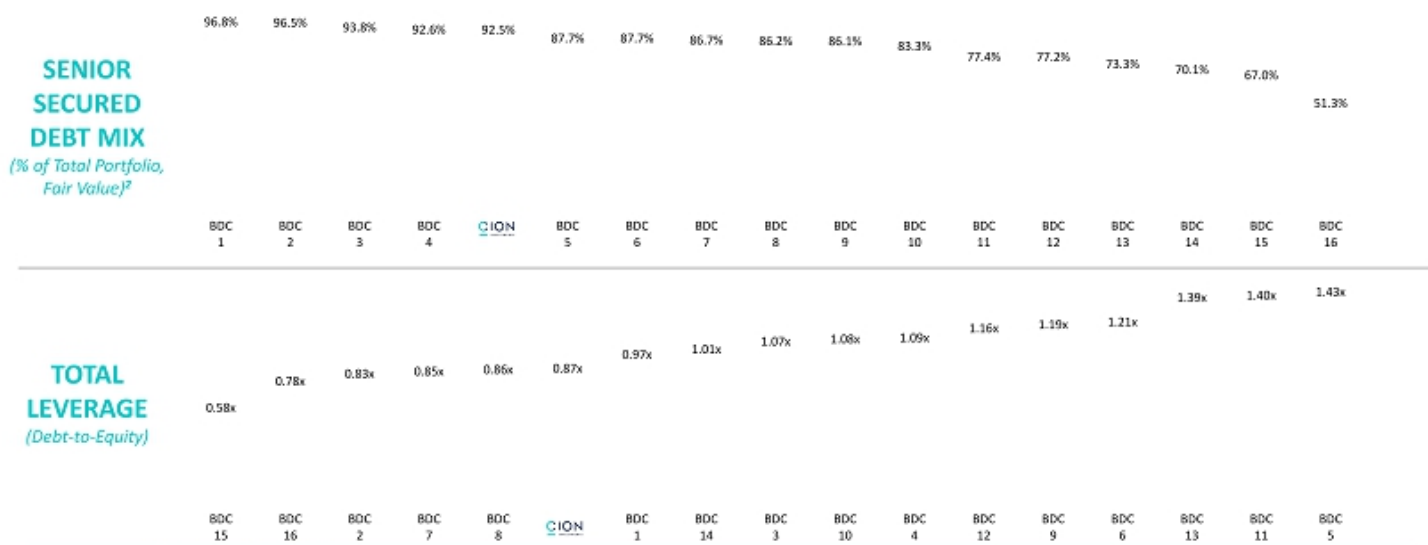 96.8% 96.5% 93.8% 92.6% 92.5% 87.7% 87.7% 86.7% 86.2% 86.1% 83.3% 77.4% 77.2% 73.3% 70.1% 67.0% 51.3%
SENIOR
SECURED
DEBT MIX
(% of Total Portfolio,
Fair Value)²
BDC BDC BDC BDC CION BDC BDC BDC BDC BDC BDC BDC BDC BDC BDC BDC BDC
1 2 3 4 5 6 7 8 9 10 11 12 13 14 15 16
0.58x 0.78x 0.83x 0.85x 0.86x 0.87x 0.97x 1.01x 1.07x 1.08x 1.09x 1.16x 1.19x 1.21x 1.39x 1.40x 1.43x
TOTAL
LEVERAGE
(Debt-to-Equity)
BDC BDC BDC BDC BDC CION BDC BDC BDC BDC BDC BDC BDC BDC BDC BDC BDC
15 16 2 7 8 1 14 3 10 4 12 9 6 13 11 5